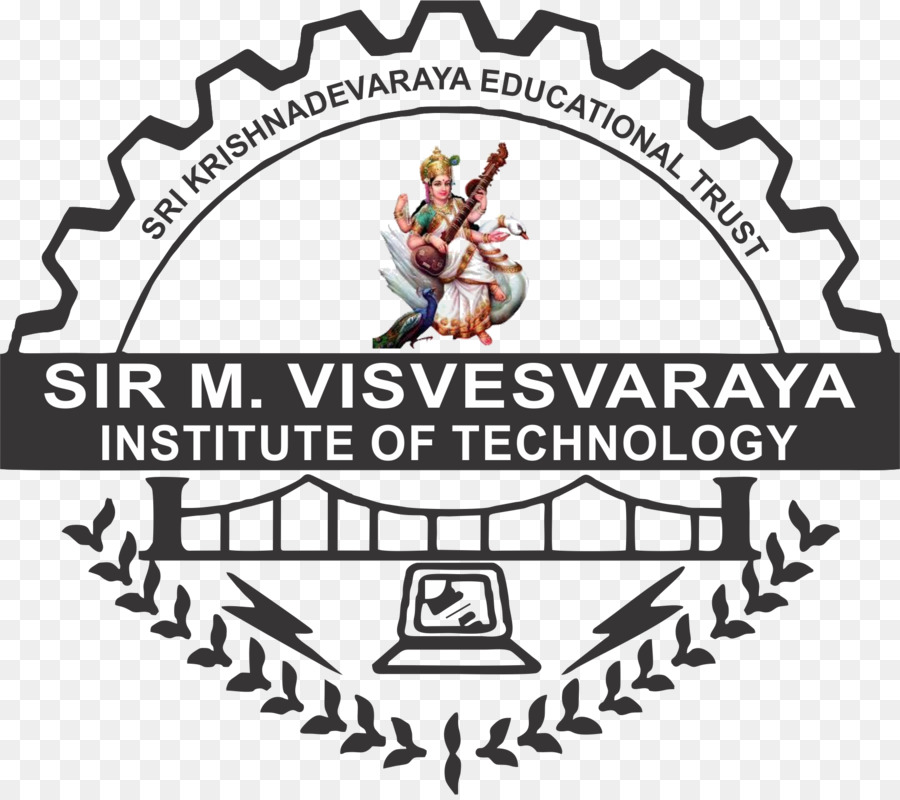 SRI KRISHNADEVARAYA EDUCATIONAL TRUST
SIR M. VISVESVARAYA
INSTITUTE OF TECHNOLOGY